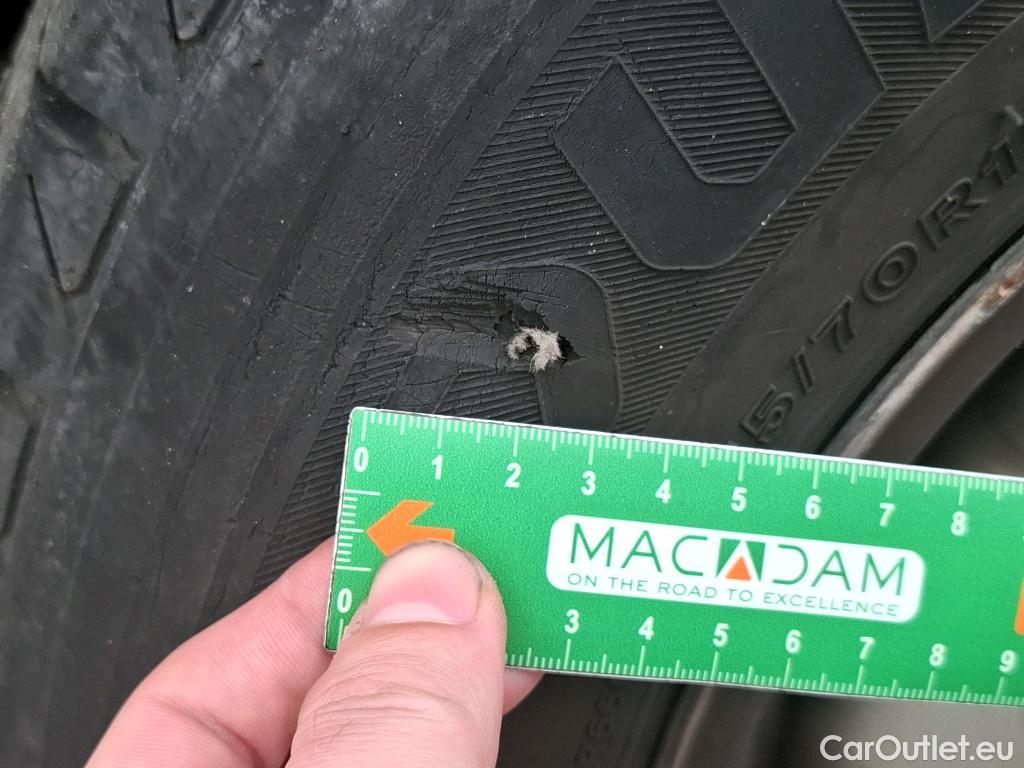 5/70R1
0 1 2 3 4 5 6 7 8
MACADAM
ON THE ROAD TO EXCELLENCE
0 3 4 5 6 7 8 9
CarOutlet.eu